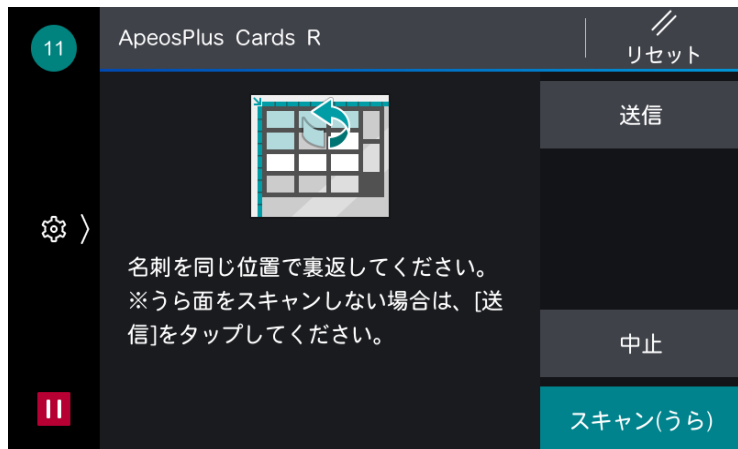 11
ApeosPlus Cards R
リセット
送信
名刺を同じ位置で裏返してください。
※うら面をスキャンしない場合は、[送
信]をタップしてください。
中止
スキャン(うら)